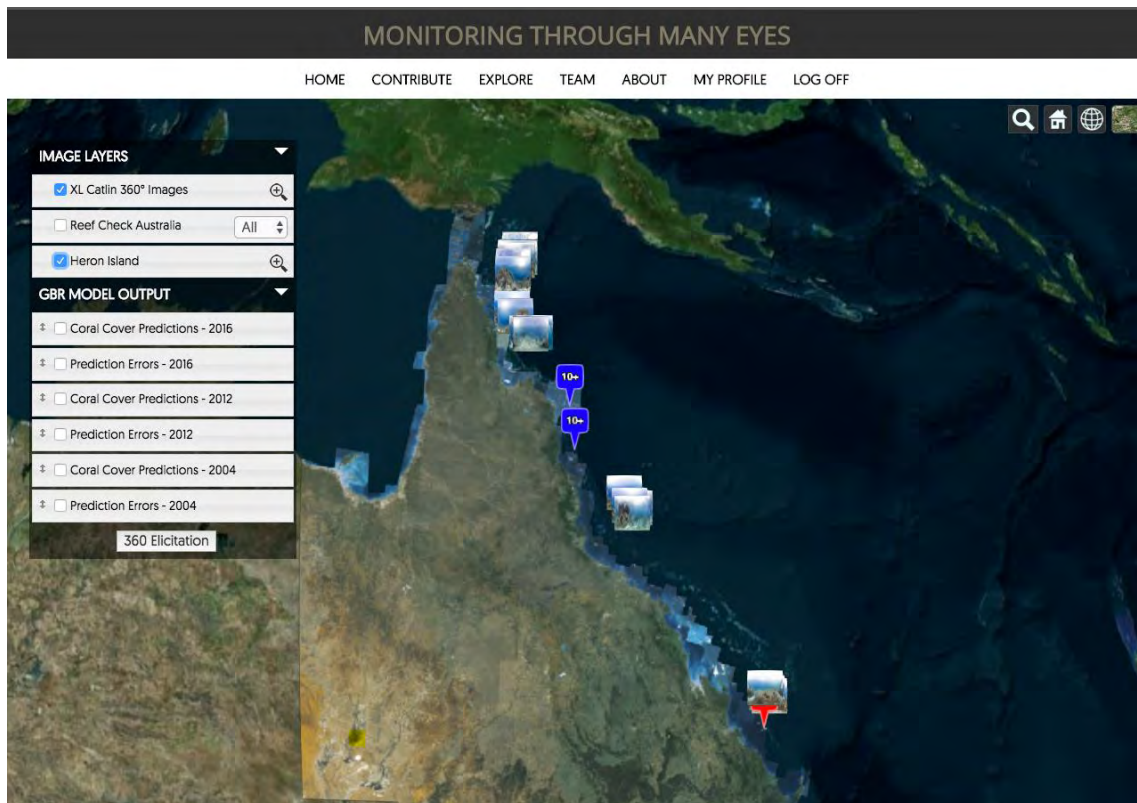 MONITORING THROUGH MANY EYES
HOME CONTRIBUTE EXPLORE TEAM ABOUT MY PROFILE LOG OFF
IMAGE LAYERS
XL Catlin 360° Images
Reef Check Australia All
Heron Island
GBR MODEL OUTPUT
Coral Cover Predictions - 2016
Prediction Errors - 2016
Coral Cover Predictions - 2012
Prediction Errors - 2012
Coral Cover Predictions - 2004
Prediction Errors - 2004
360 Elicitation
10+
10+